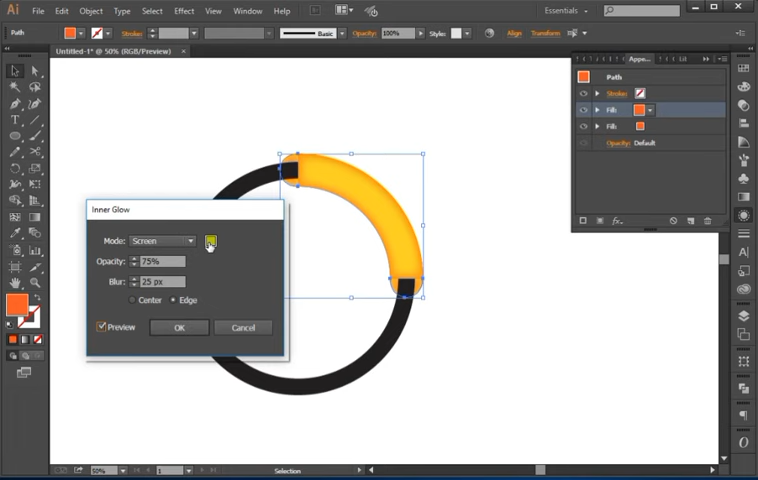 Ai File Edit Object Type Select Effect View Window Help Essentials
Path Stroke: Basic Opacity: 100% Style: Align Transform
Untitled-1* @ 50% (RGB/Preview) ×
Appe...
Path
Stroke:
Fill:
Fill:
Opacity: Default
fx
Inner Glow
Mode: Screen
Opacity: 75%
Blur: 25 px
Center Edge
Preview OK Cancel
50% 1 Selection